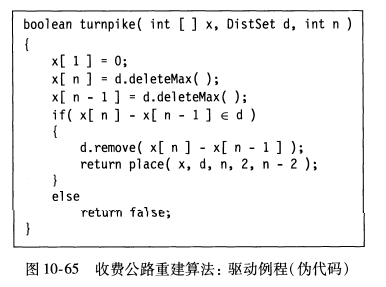 boolean turnpike( int [ ] x, DistSet d, int n )
{
    x[ 1 ] = 0;
    x[ n ] = d.deleteMax( );
    x[ n - 1 ] = d.deleteMax( );
    if( x[ n ] - x[ n - 1 ] ∈ d )
    {
        d.remove( x[ n ] - x[ n - 1 ] );
        return place( x, d, n, 2, n - 2 );
    }
    else
        return false;
}
图 10-65 收费公路重建算法：驱动例程(伪代码)